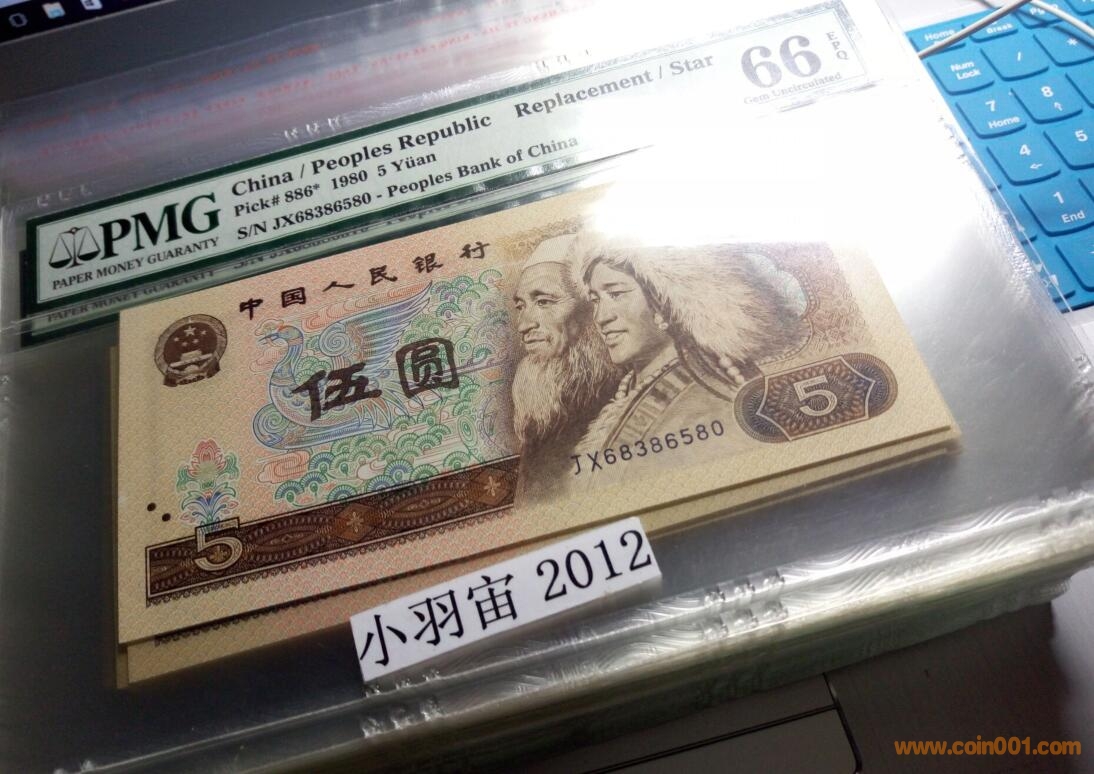 PMG
PAPER MONEY GUARANTY
China / Peoples Republic Replacement / Star
Pick# 886* 1980 5 Yüan
S/N JX68386580 - Peoples Bank of China
66 EPQ
Gem Uncirculated
中国人民银行
伍圆
5
JX68386580
5
小羽宙 2012
Home
Break
Num Lock
/
*
7 Home
8
4
5
1 End
www.coin001.com